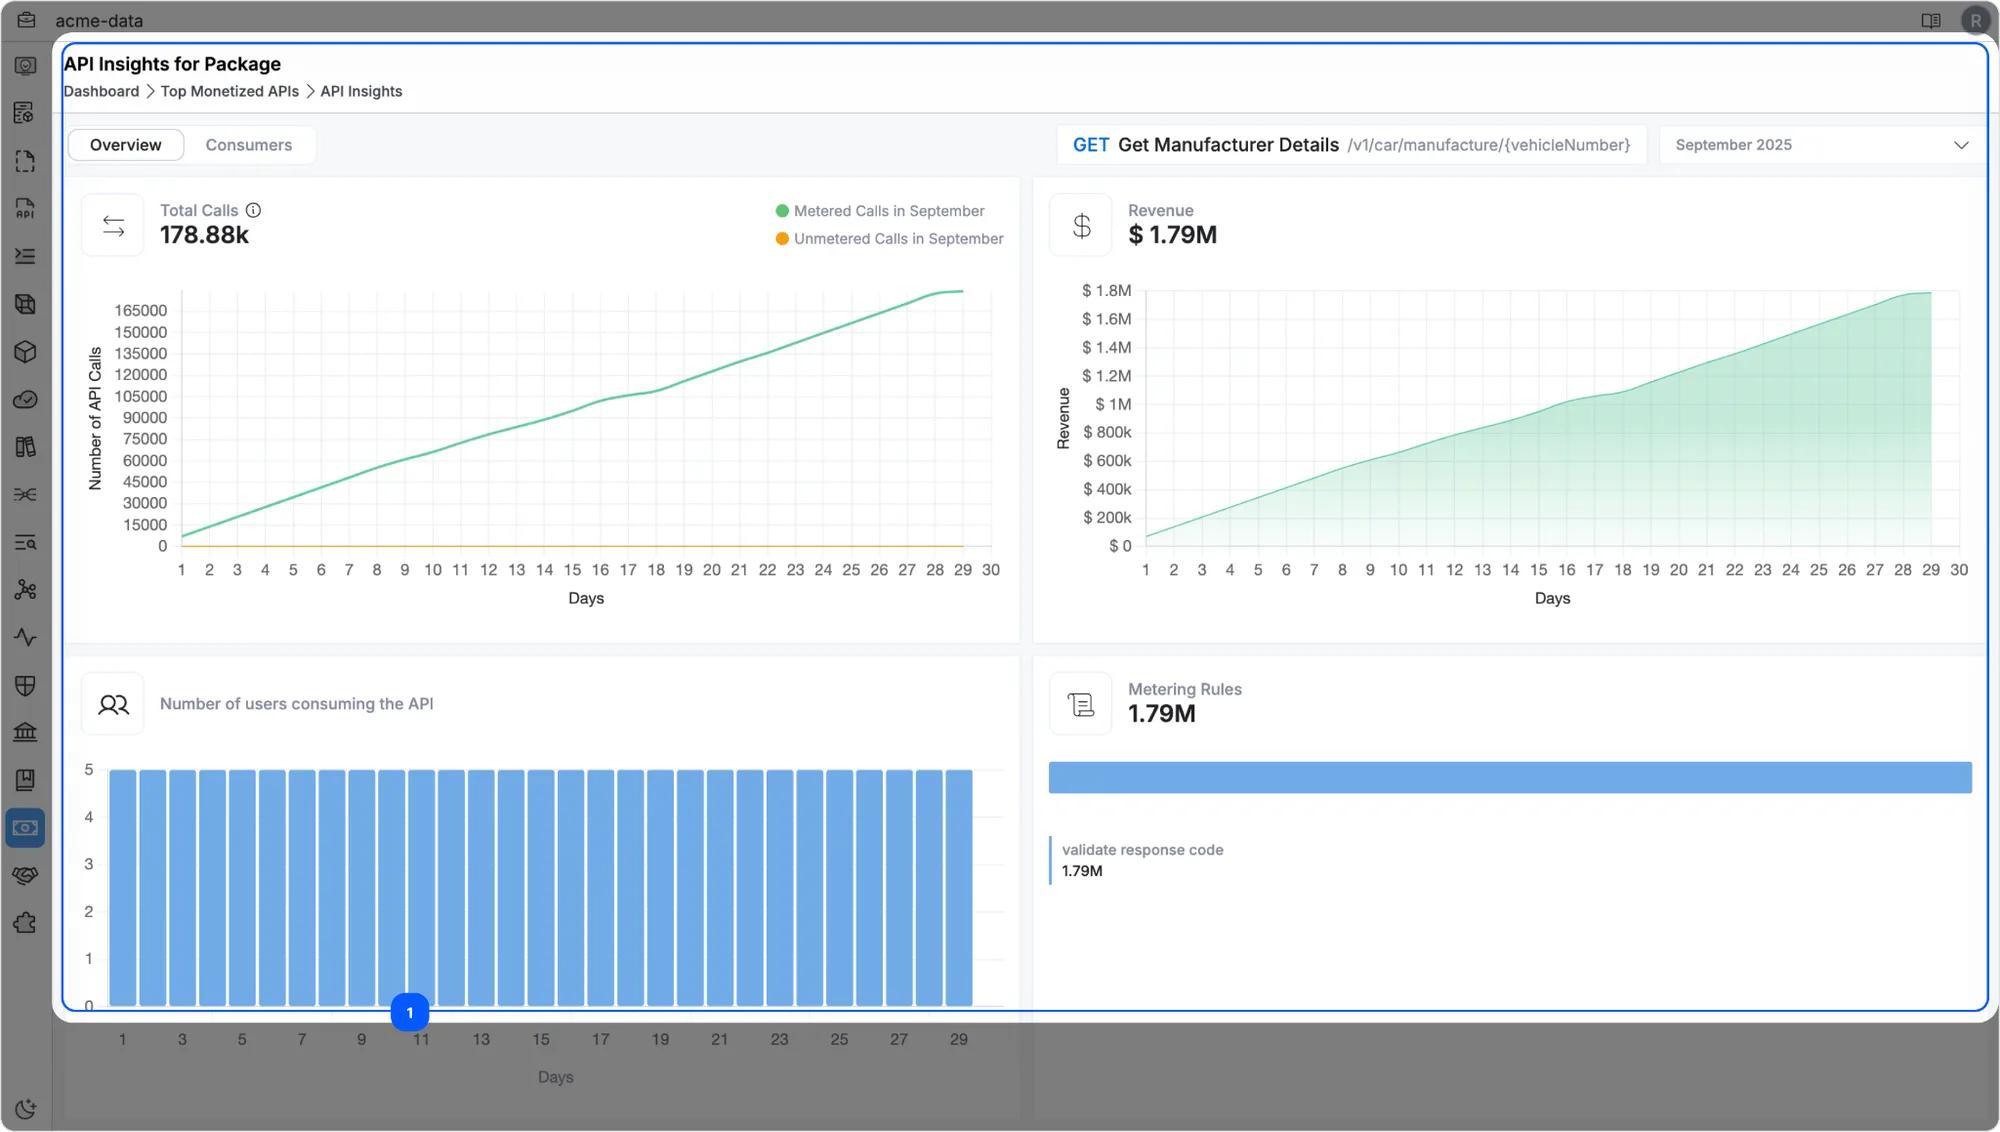 acme-data
R
API Insights for Package
Dashboard > Top Monetized APIs > API Insights
Overview
Consumers
GET Get Manufacturer Details /v1/car/manufacture/{vehicleNumber}
September 2025
Total Calls
178.88k
Metered Calls in September
Unmetered Calls in September
Number of API Calls
165000
150000
135000
120000
105000
90000
75000
60000
45000
30000
15000
0
1 2 3 4 5 6 7 8 9 10 11 12 13 14 15 16 17 18 19 20 21 22 23 24 25 26 27 28 29 30
Days
$
Revenue
$ 1.79M
Revenue
$ 1.8M
$ 1.6M
$ 1.4M
$ 1.2M
$ 1M
$ 800k
$ 600k
$ 400k
$ 200k
$ 0
1 2 3 4 5 6 7 8 9 10 11 12 13 14 15 16 17 18 19 20 21 22 23 24 25 26 27 28 29 30
Days
Number of users consuming the API
5
4
3
2
1
0
1
1 3 5 7 9 11 13 15 17 19 21 23 25 27 29
Days
Metering Rules
1.79M
validate response code
1.79M
API